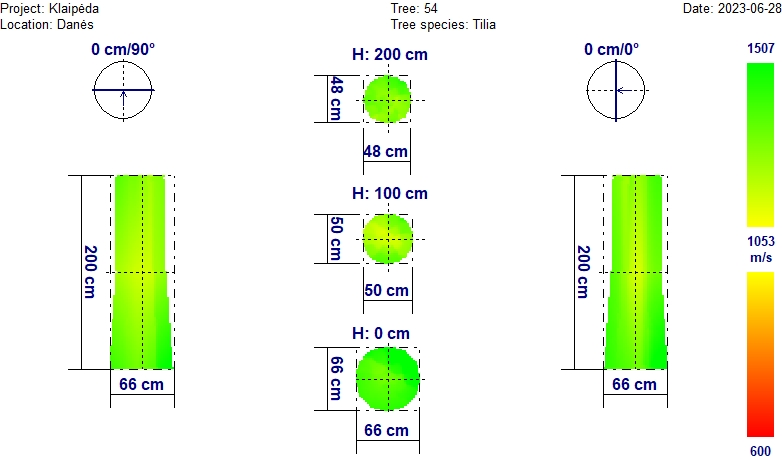 Project: Klaipėda
Tree: 54
Date: 2023-06-28
Location: Danės
Tree species: Tilia
0 cm/90°
H: 200 cm
0 cm/0°
1507
48 cm
48 cm
H: 100 cm
50 cm
50 cm
200 cm
200 cm
1053
m/s
H: 0 cm
66 cm
66 cm
66 cm
66 cm
600